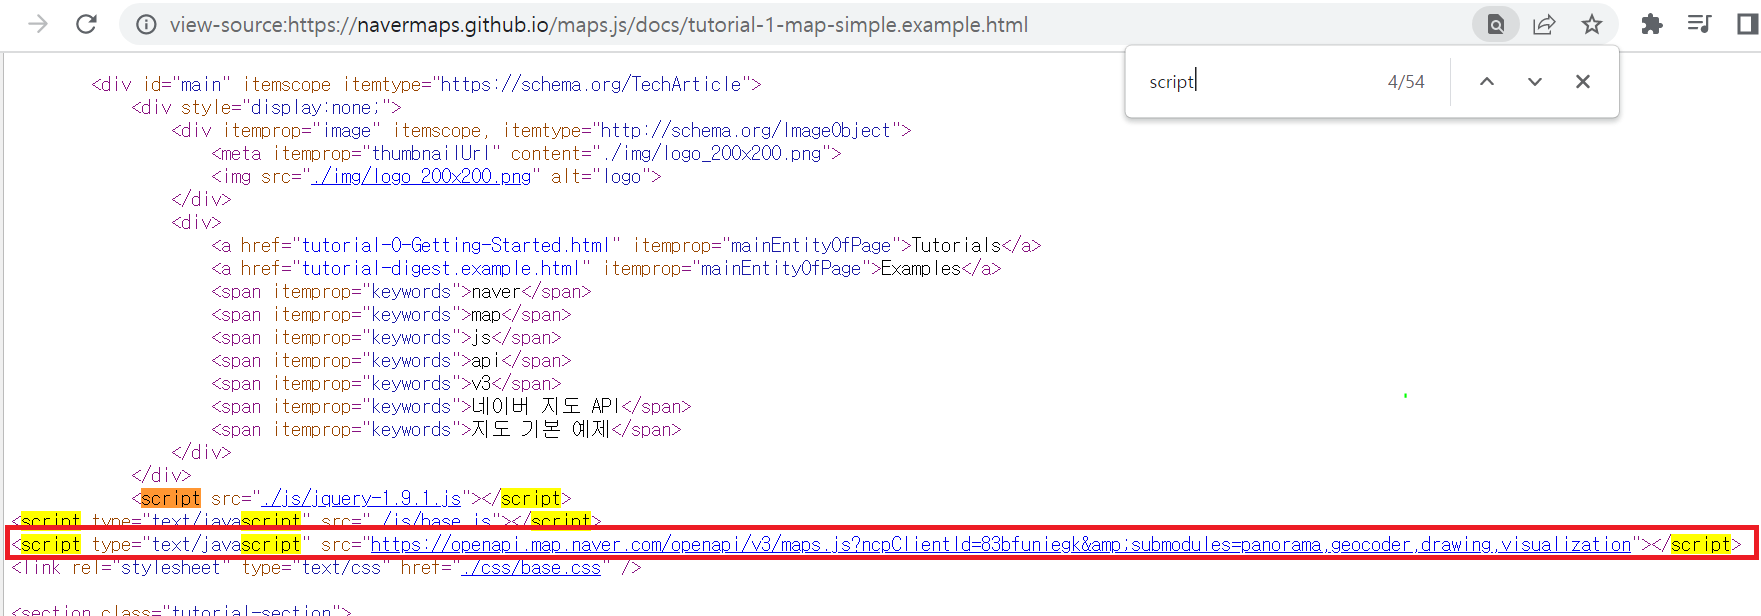 view-source:https://navermaps.github.io/maps.js/docs/tutorial-1-map-simple.example.html
script 4/54
<div id="main" itemscope itemtype="https://schema.org/TechArticle">
<div style="display:none;">
<div itemprop="image" itemscope, itemtype="http://schema.org/ImageObject">
<meta itemprop="thumbnailUrl" content="./img/logo_200x200.png">
<img src="./img/logo_200x200.png" alt="logo">
</div>
<div>
<a href="tutorial-0-Getting-Started.html" itemprop="mainEntityOfPage">Tutorials</a>
<a href="tutorial-digest.example.html" itemprop="mainEntityOfPage">Examples</a>
<span itemprop="keywords">naver</span>
<span itemprop="keywords">map</span>
<span itemprop="keywords">js</span>
<span itemprop="keywords">api</span>
<span itemprop="keywords">v3</span>
<span itemprop="keywords">네이버 지도 API</span>
<span itemprop="keywords">지도 기본 예제</span>
</div>
</div>
<script src="./js/jquery-1.9.1.js"></script>
<script type="text/javascript" src="./js/base.js"></script>
<script type="text/javascript" src="https://openapi.map.naver.com/openapi/v3/maps.js?ncpClientId=83bfuniegk&amp;submodules=panorama,geocoder,drawing,visualization"></script>
<link rel="stylesheet" type="text/css" href="./css/base.css" />
<section class="tutorial-section">